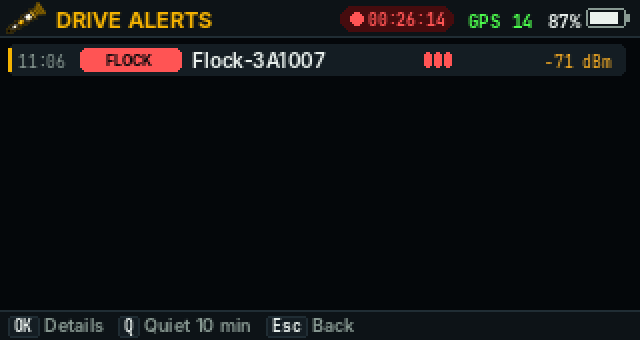 DRIVE ALERTS 00:26:14 GPS 14 87%
11:06 FLOCK Flock-3A1007 -71 dBm
OK Details Q Quiet 10 min Esc Back